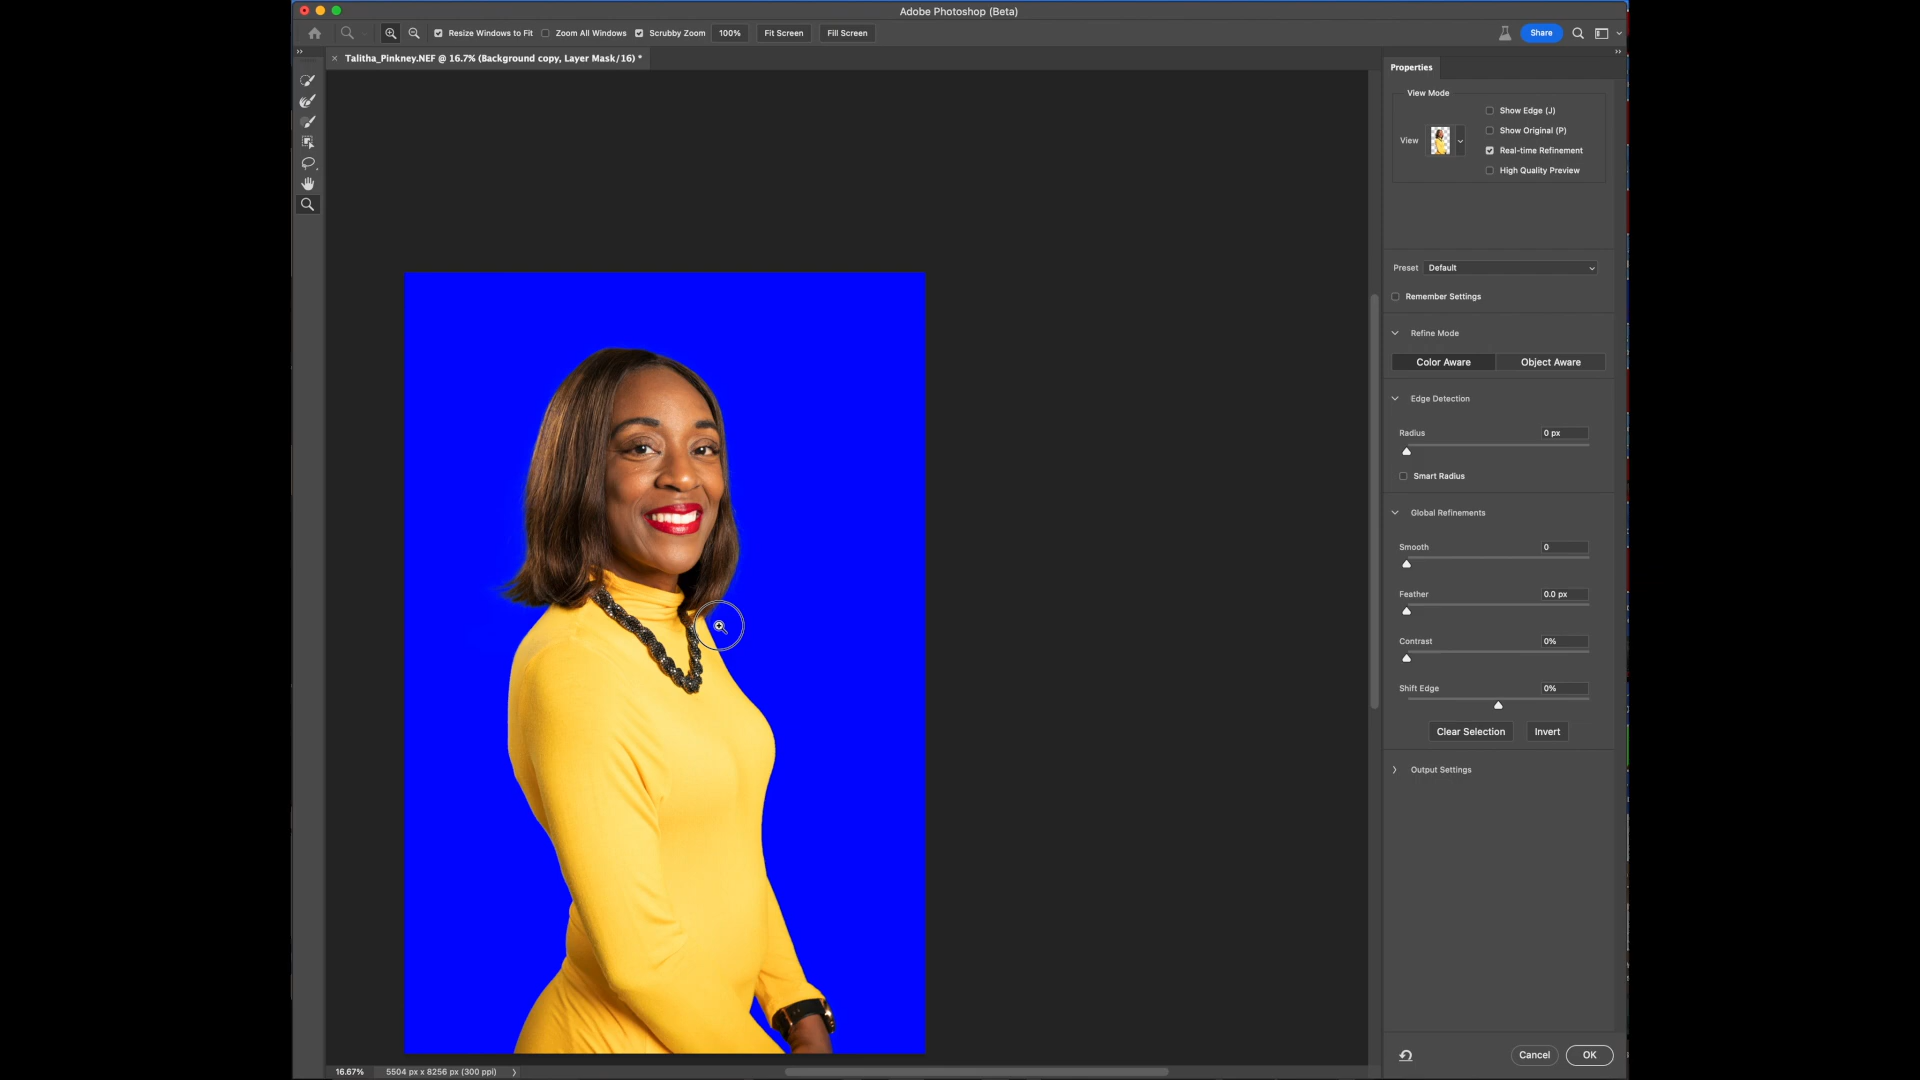 Adobe Photoshop (Beta)
Resize Windows to Fit Zoom All Windows Scrubby Zoom 100% Fit Screen Fill Screen Share
Talitha_Pinkney.NEF @ 16.7% (Background copy, Layer Mask/16) *
Properties
View Mode
Show Edge (J)
Show Original (P)
View
Real-time Refinement
High Quality Preview
Preset Default
Remember Settings
Refine Mode
Color Aware Object Aware
Edge Detection
Radius 0 px
Smart Radius
Global Refinements
Smooth 0
Feather 0.0 px
Contrast 0%
Shift Edge 0%
Clear Selection Invert
Output Settings
Cancel OK
16.67% 5504 px x 8256 px (300 ppi)